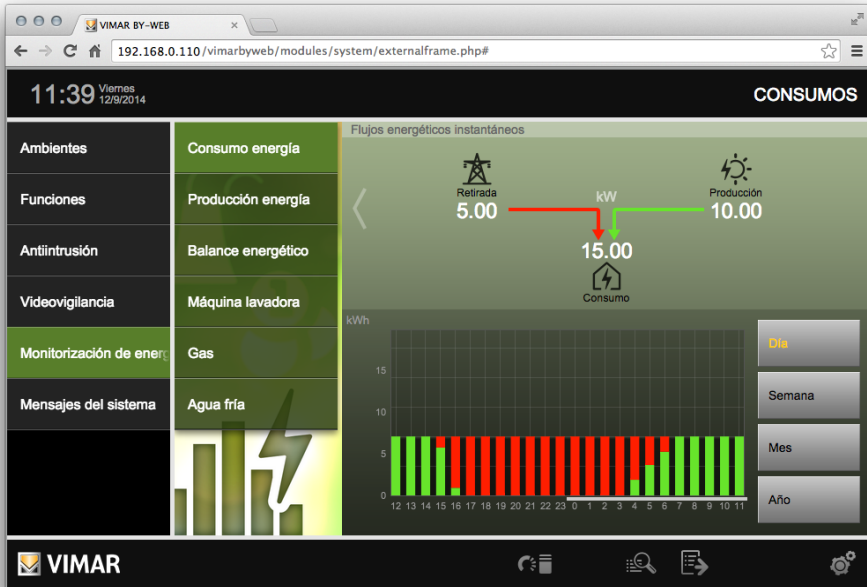 VIMAR BY-WEB
192.168.0.110/vimarbyweb/modules/system/externalframe.php#
11:39 Viernes
12/9/2014
CONSUMOS
Ambientes
Funciones
Antiintrusión
Videovigilancia
Monitorización de energ
Mensajes del sistema
Consumo energía
Producción energía
Balance energético
Máquina lavadora
Gas
Agua fría
Flujos energéticos instantáneos
Retirada
5.00
kW
Producción
10.00
15.00
Consumo
kWh
15
10
5
0
12 13 14 15 16 17 18 19 20 21 22 23 0 1 2 3 4 5 6 7 8 9 10 11
Día
Semana
Mes
Año
VIMAR